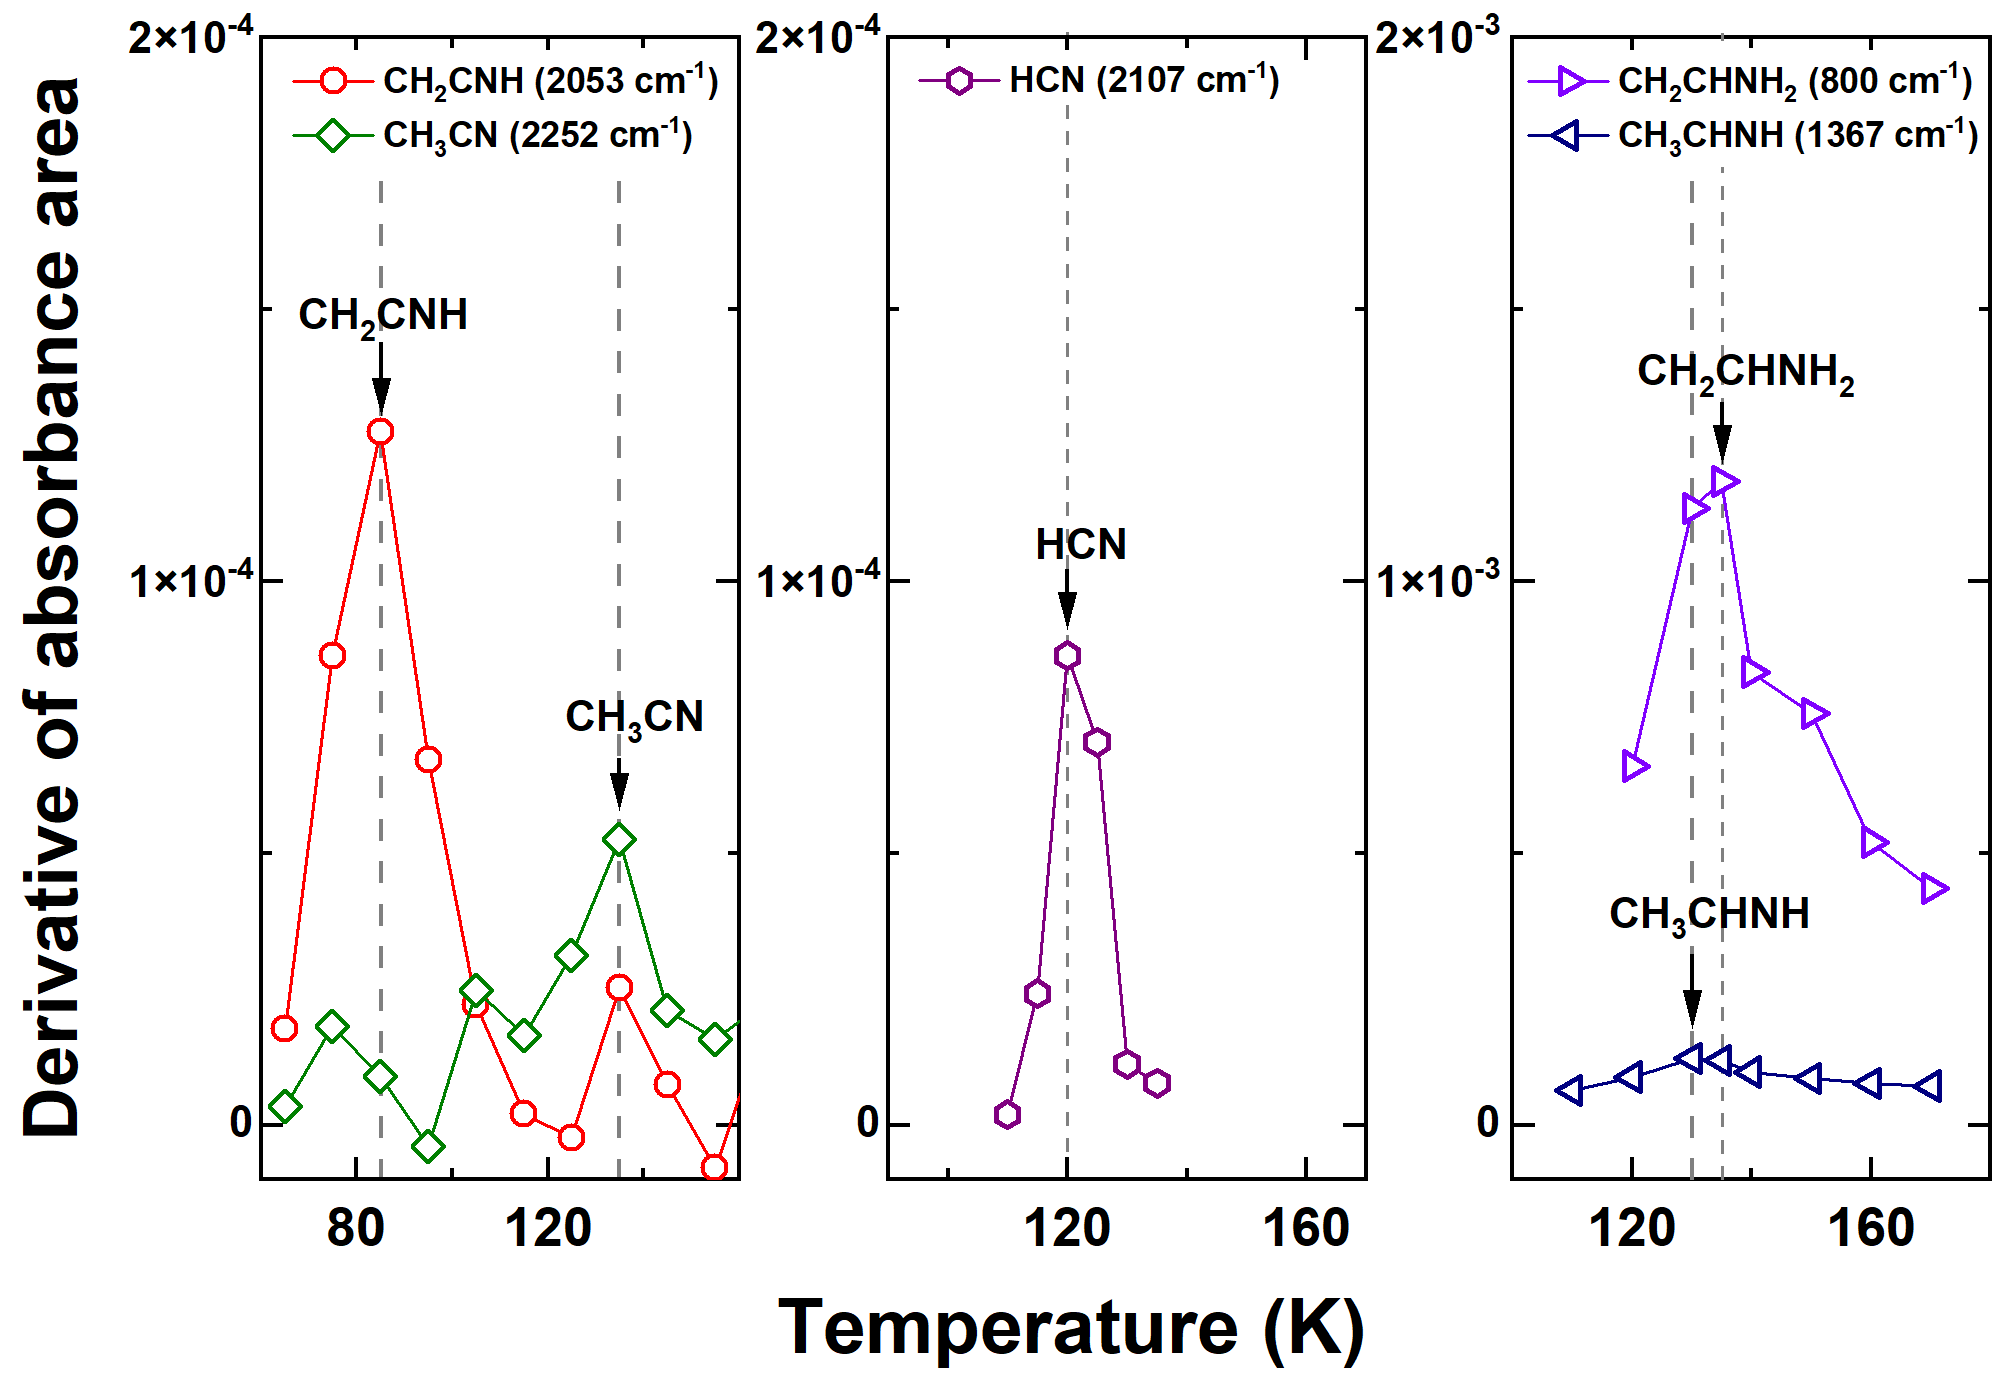 Derivative of absorbance area
2×10⁻⁴
1×10⁻⁴
0
CH₂CNH (2053 cm⁻¹)
CH₃CN (2252 cm⁻¹)
CH₂CNH
CH₃CN
80 120
2×10⁻⁴
1×10⁻⁴
0
HCN (2107 cm⁻¹)
HCN
120 160
2×10⁻³
1×10⁻³
0
CH₂CHNH₂ (800 cm⁻¹)
CH₃CHNH (1367 cm⁻¹)
CH₂CHNH₂
CH₃CHNH
120 160
Temperature (K)